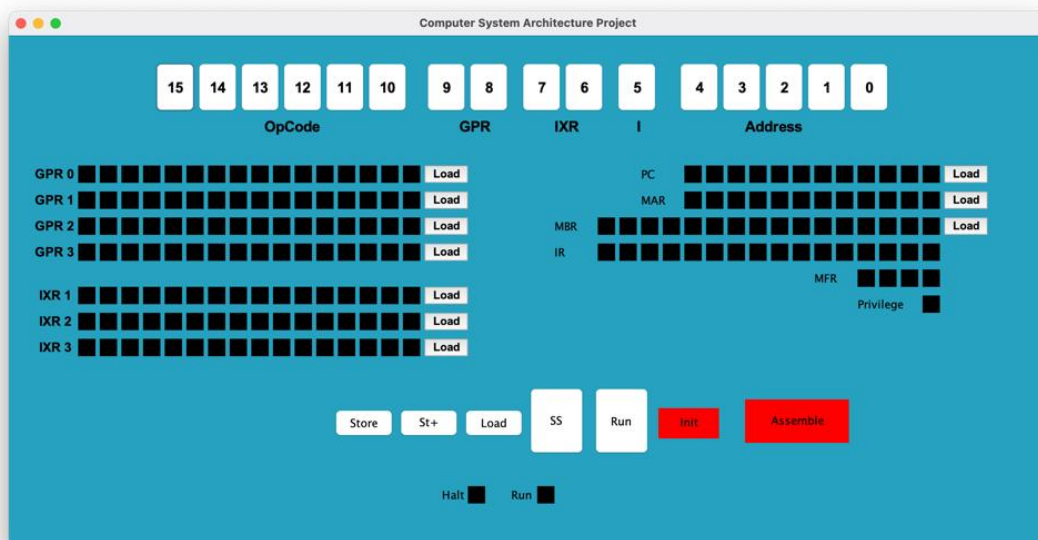 Computer System Architecture Project
15 14 13 12 11 10 9 8 7 6 5 4 3 2 1 0
OpCode GPR IXR I Address
GPR 0 Load PC Load
GPR 1 Load MAR Load
GPR 2 Load MBR Load
GPR 3 Load IR
MFR
IXR 1 Load
Privilege
IXR 2 Load
IXR 3 Load
Store St+ Load SS Run Init Assemble
Halt Run